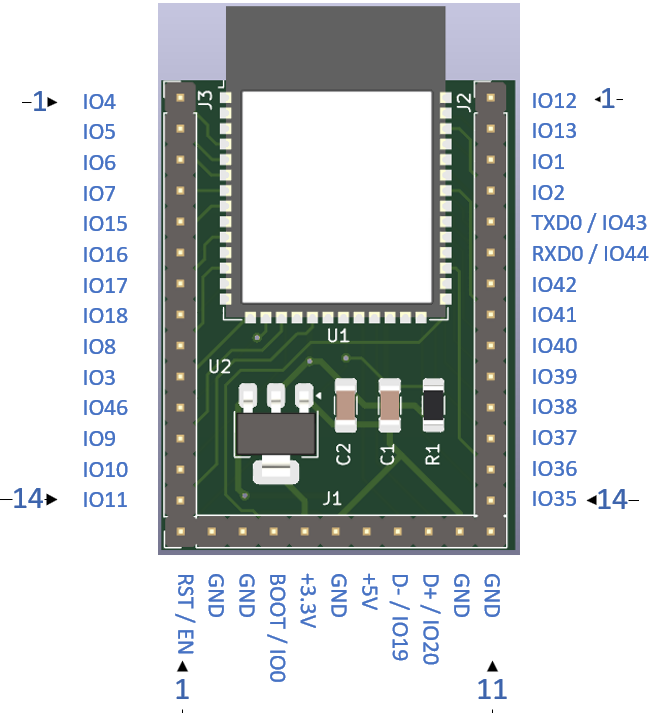 1 IO4
IO5
IO6
IO7
IO15
IO16
IO17
IO18
IO8
IO3
IO46
IO9
IO10
14 IO11
J3
J2
U1
U2
C2
C1
R1
J1
IO12 1
IO13
IO1
IO2
TXD0 / IO43
RXD0 / IO44
IO42
IO41
IO40
IO39
IO38
IO37
IO36
IO35 14
RST / EN
GND
GND
BOOT / IO0
+3.3V
GND
+5V
D- / IO19
D+ / IO20
GND
GND
1
11